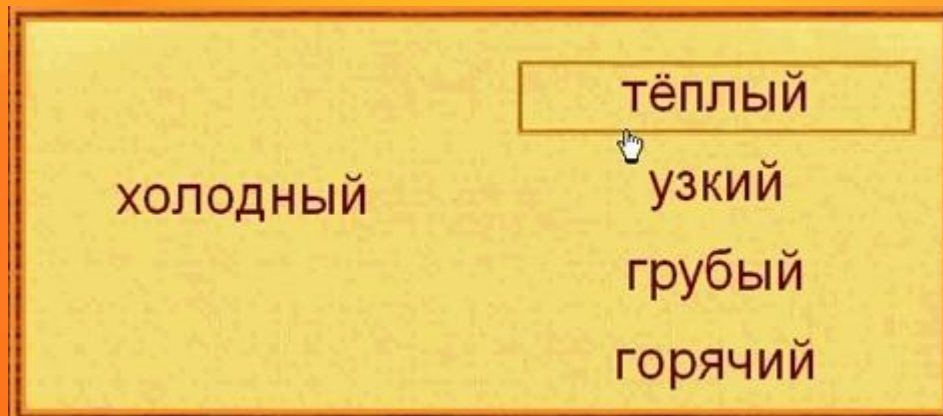 холодный
тёплый
узкий
грубый
горячий